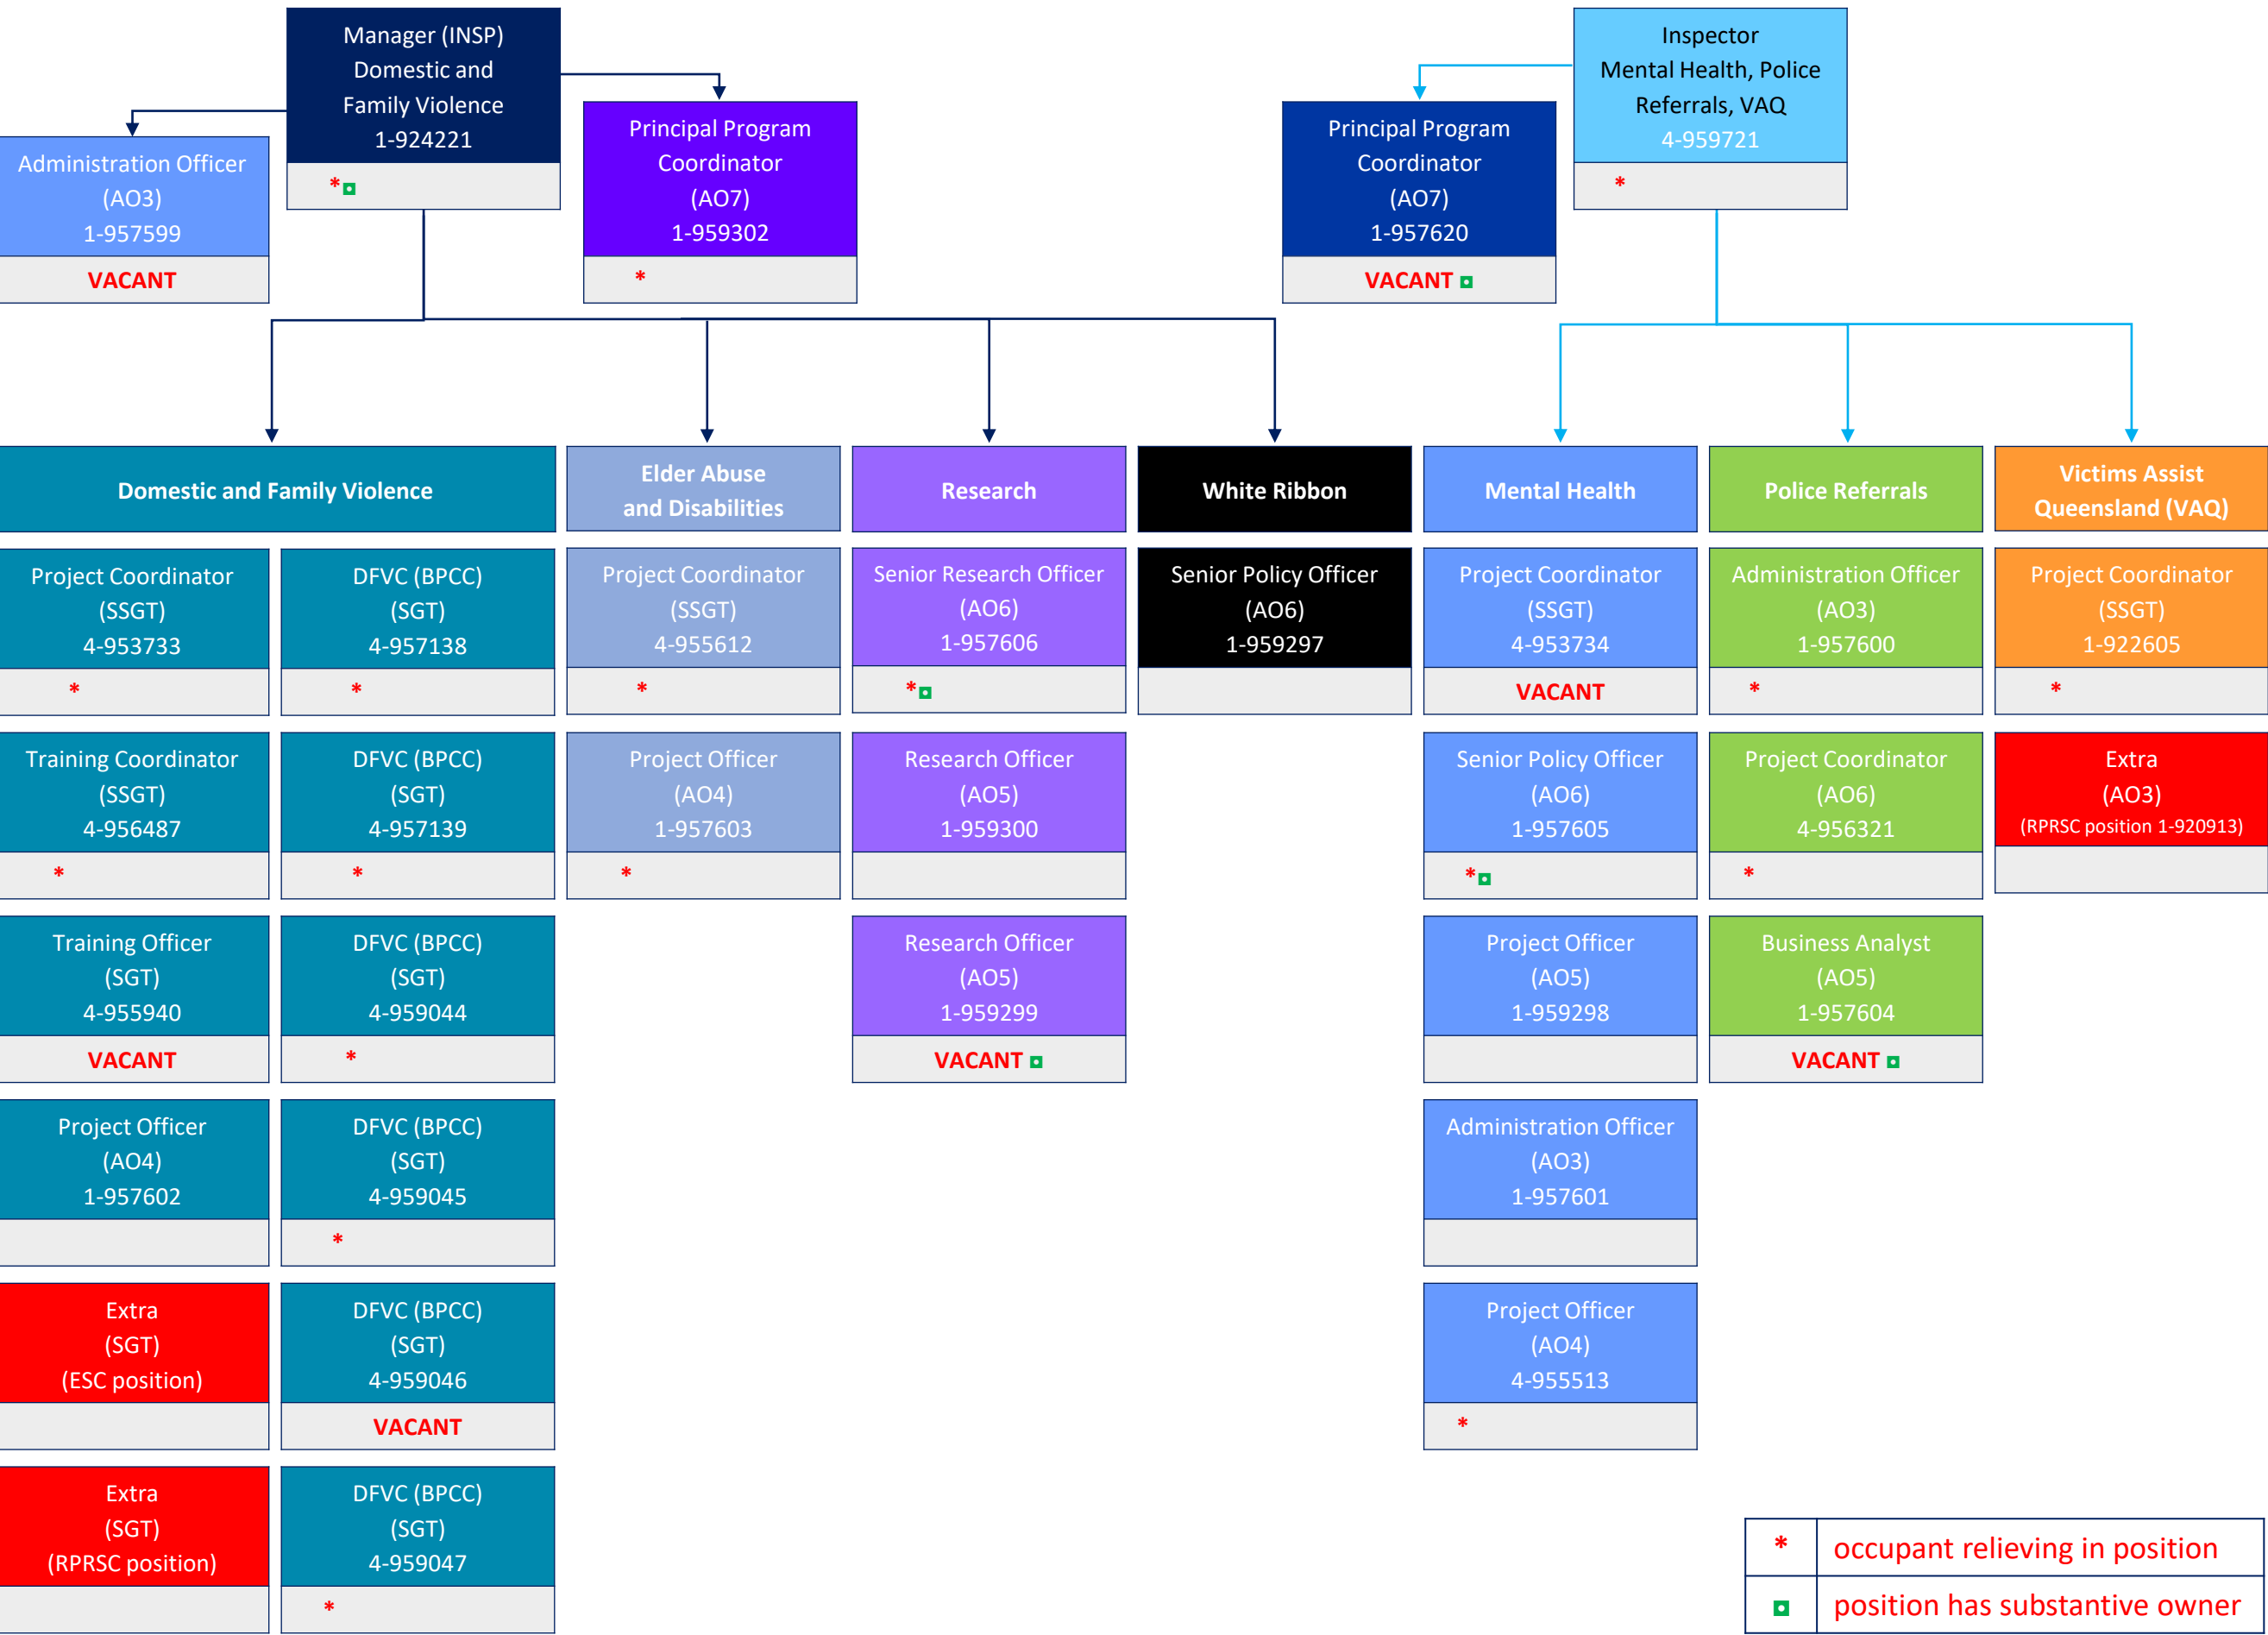 Manager (INSP)
Domestic and
Family Violence
1-924221
*◘
Administration Officer
(AO3)
1-957599
VACANT
Principal Program
Coordinator
(AO7)
1-959302
*
Principal Program
Coordinator
(AO7)
1-957620
VACANT ◘
Inspector
Mental Health, Police
Referrals, VAQ
4-959721
*
Domestic and Family Violence
Project Coordinator
(SSGT)
4-953733
*
Training Coordinator
(SSGT)
4-956487
*
Training Officer
(SGT)
4-955940
VACANT
Project Officer
(AO4)
1-957602
Extra
(SGT)
(ESC position)
Extra
(SGT)
(RPRSC position)
DFVC (BPCC)
(SGT)
4-957138
*
DFVC (BPCC)
(SGT)
4-957139
*
DFVC (BPCC)
(SGT)
4-959044
*
DFVC (BPCC)
(SGT)
4-959045
*
DFVC (BPCC)
(SGT)
4-959046
VACANT
DFVC (BPCC)
(SGT)
4-959047
*
Elder Abuse
and Disabilities
Project Coordinator
(SSGT)
4-955612
*
Project Officer
(AO4)
1-957603
*
Research
Senior Research Officer
(AO6)
1-957606
*◘
Research Officer
(AO5)
1-959300
Research Officer
(AO5)
1-959299
VACANT ◘
White Ribbon
Senior Policy Officer
(AO6)
1-959297
Mental Health
Project Coordinator
(SSGT)
4-953734
VACANT
Senior Policy Officer
(AO6)
1-957605
*◘
Project Officer
(AO5)
1-959298
Administration Officer
(AO3)
1-957601
Project Officer
(AO4)
4-955513
*
Police Referrals
Administration Officer
(AO3)
1-957600
*
Project Coordinator
(AO6)
4-956321
*
Business Analyst
(AO5)
1-957604
VACANT ◘
Victims Assist
Queensland (VAQ)
Project Coordinator
(SSGT)
1-922605
*
Extra
(AO3)
(RPRSC position 1-920913)
* occupant relieving in position
◘ position has substantive owner